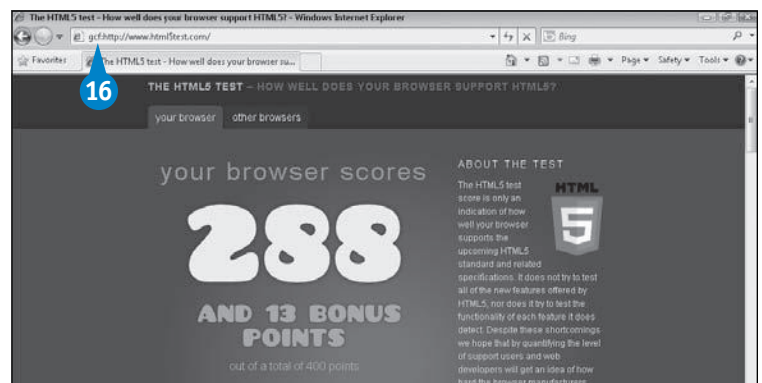 The HTML5 test - How well does your browser support HTML5? - Windows Internet Explorer
gcf:http://www.html5test.com/
Bing
Favorites
The HTML5 test - How well does your browser su...
Page Safety Tools
16
THE HTML5 TEST – HOW WELL DOES YOUR BROWSER SUPPORT HTML5?
your browser other browsers
your browser scores
288
AND 13 BONUS
POINTS
out of a total of 400 points
ABOUT THE TEST
HTML
5
The HTML5 test
score is only an
indication of how
well your browser
supports the
upcoming HTML5
standard and related
specifications. It does not try to test
all of the new features offered by
HTML5, nor does it try to test the
functionality of each feature it does
detect. Despite these shortcomings
we hope that by quantifying the level
of support users and web
developers will get an idea of how
hard the browser manufacturers